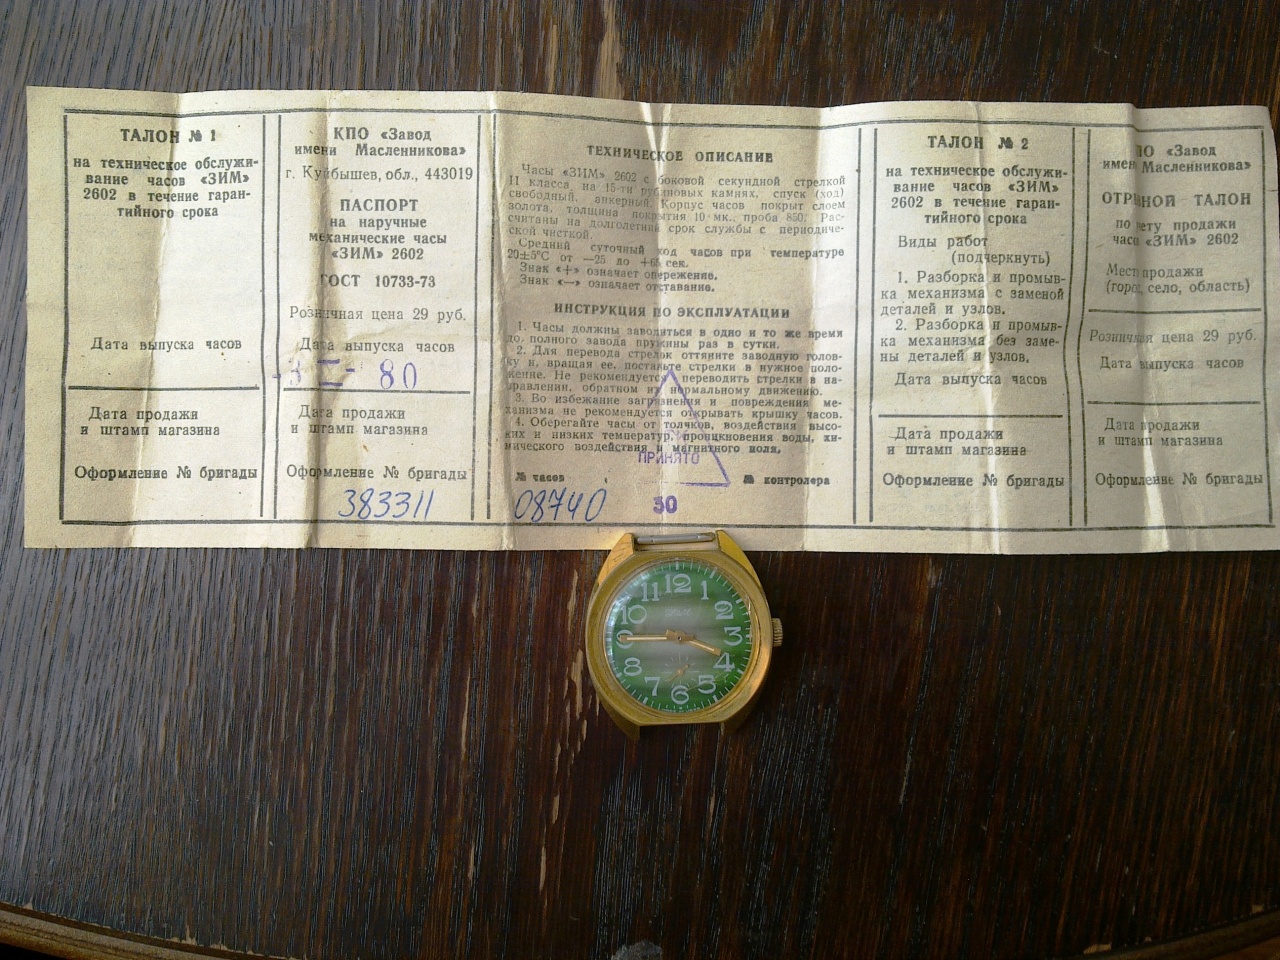 ТАЛОН № 1
на техническое обслужи-
вание часов «ЗИМ»
2602 в течение гаран-
тийного срока
Дата выпуска часов
Дата продажи
и штамп магазина
Оформление № бригады
КПО «Завод
имени Масленникова»
г. Куйбышев, обл., 443019
ПАСПОРТ
на наручные
механические часы
«ЗИМ» 2602
ГОСТ 10733-73
Розничная цена 29 руб.
Дата выпуска часов
80
Дата продажи
и штамп магазина
Оформление № бригады
383311
ТЕХНИЧЕСКОЕ ОПИСАНИЕ
Часы «ЗИМ» 2602 с боковой секундной стрелкой
II класса на 15-ти рубиновых камнях, спуск (ход)
свободный, анкерный. Корпус часов покрыт слоем
золота, толщина покрытия 10 мк., проба 850. Рас-
считаны на долголетний срок службы с периодиче-
ской чисткой.
Средний суточный ход часов при температуре
20±5°С от —25 до +65 сек.
Знак «+» означает опережение.
Знак «—» означает отставание.
ИНСТРУКЦИЯ ПО ЭКСПЛУАТАЦИИ
1. Часы должны заводиться в одно и то же время
до полного завода пружины раз в сутки.
2. Для перевода стрелок оттяните заводную голов-
ку и, вращая ее, поставьте стрелки в нужное поло-
жение. Не рекомендуется переводить стрелки в на-
правлении, обратном их нормальному движению.
3. Во избежание загрязнения и повреждения ме-
ханизма не рекомендуется открывать крышку часов.
4. Оберегайте часы от толчков, воздействия высо-
ких и низких температур, проникновения воды, хи-
мического воздействия и магнитного поля.
ПРИНЯТО
№ часов № контролера
08740 30
ТАЛОН № 2
на техническое обслужи-
вание часов «ЗИМ»
2602 в течение гаран-
тийного срока
Виды работ
(подчеркнуть)
1. Разборка и промыв-
ка механизма с заменой
деталей и узлов.
2. Разборка и промыв-
ка механизма без заме-
ны деталей и узлов.
Дата выпуска часов
Дата продажи
и штамп магазина
Оформление № бригады
«Завод
имени Масленникова»
ОТРЫВНОЙ ТАЛОН
по учету продажи
часов «ЗИМ» 2602
Место продажи
(город, село, область)
Розничная цена 29 руб.
Дата выпуска часов
Дата продажи
и штамп магазина
Оформление № бригады
12
1
2
3
4
5
6
7
8
9
10
11